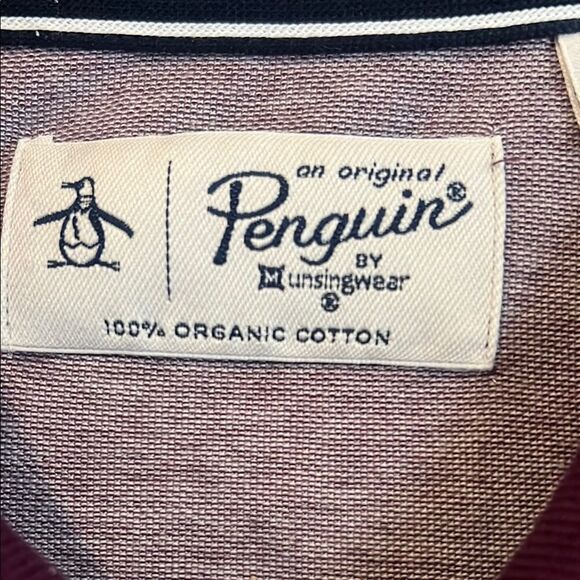 an original
Penguin®
BY
Munsingwear
®
100% ORGANIC COTTON